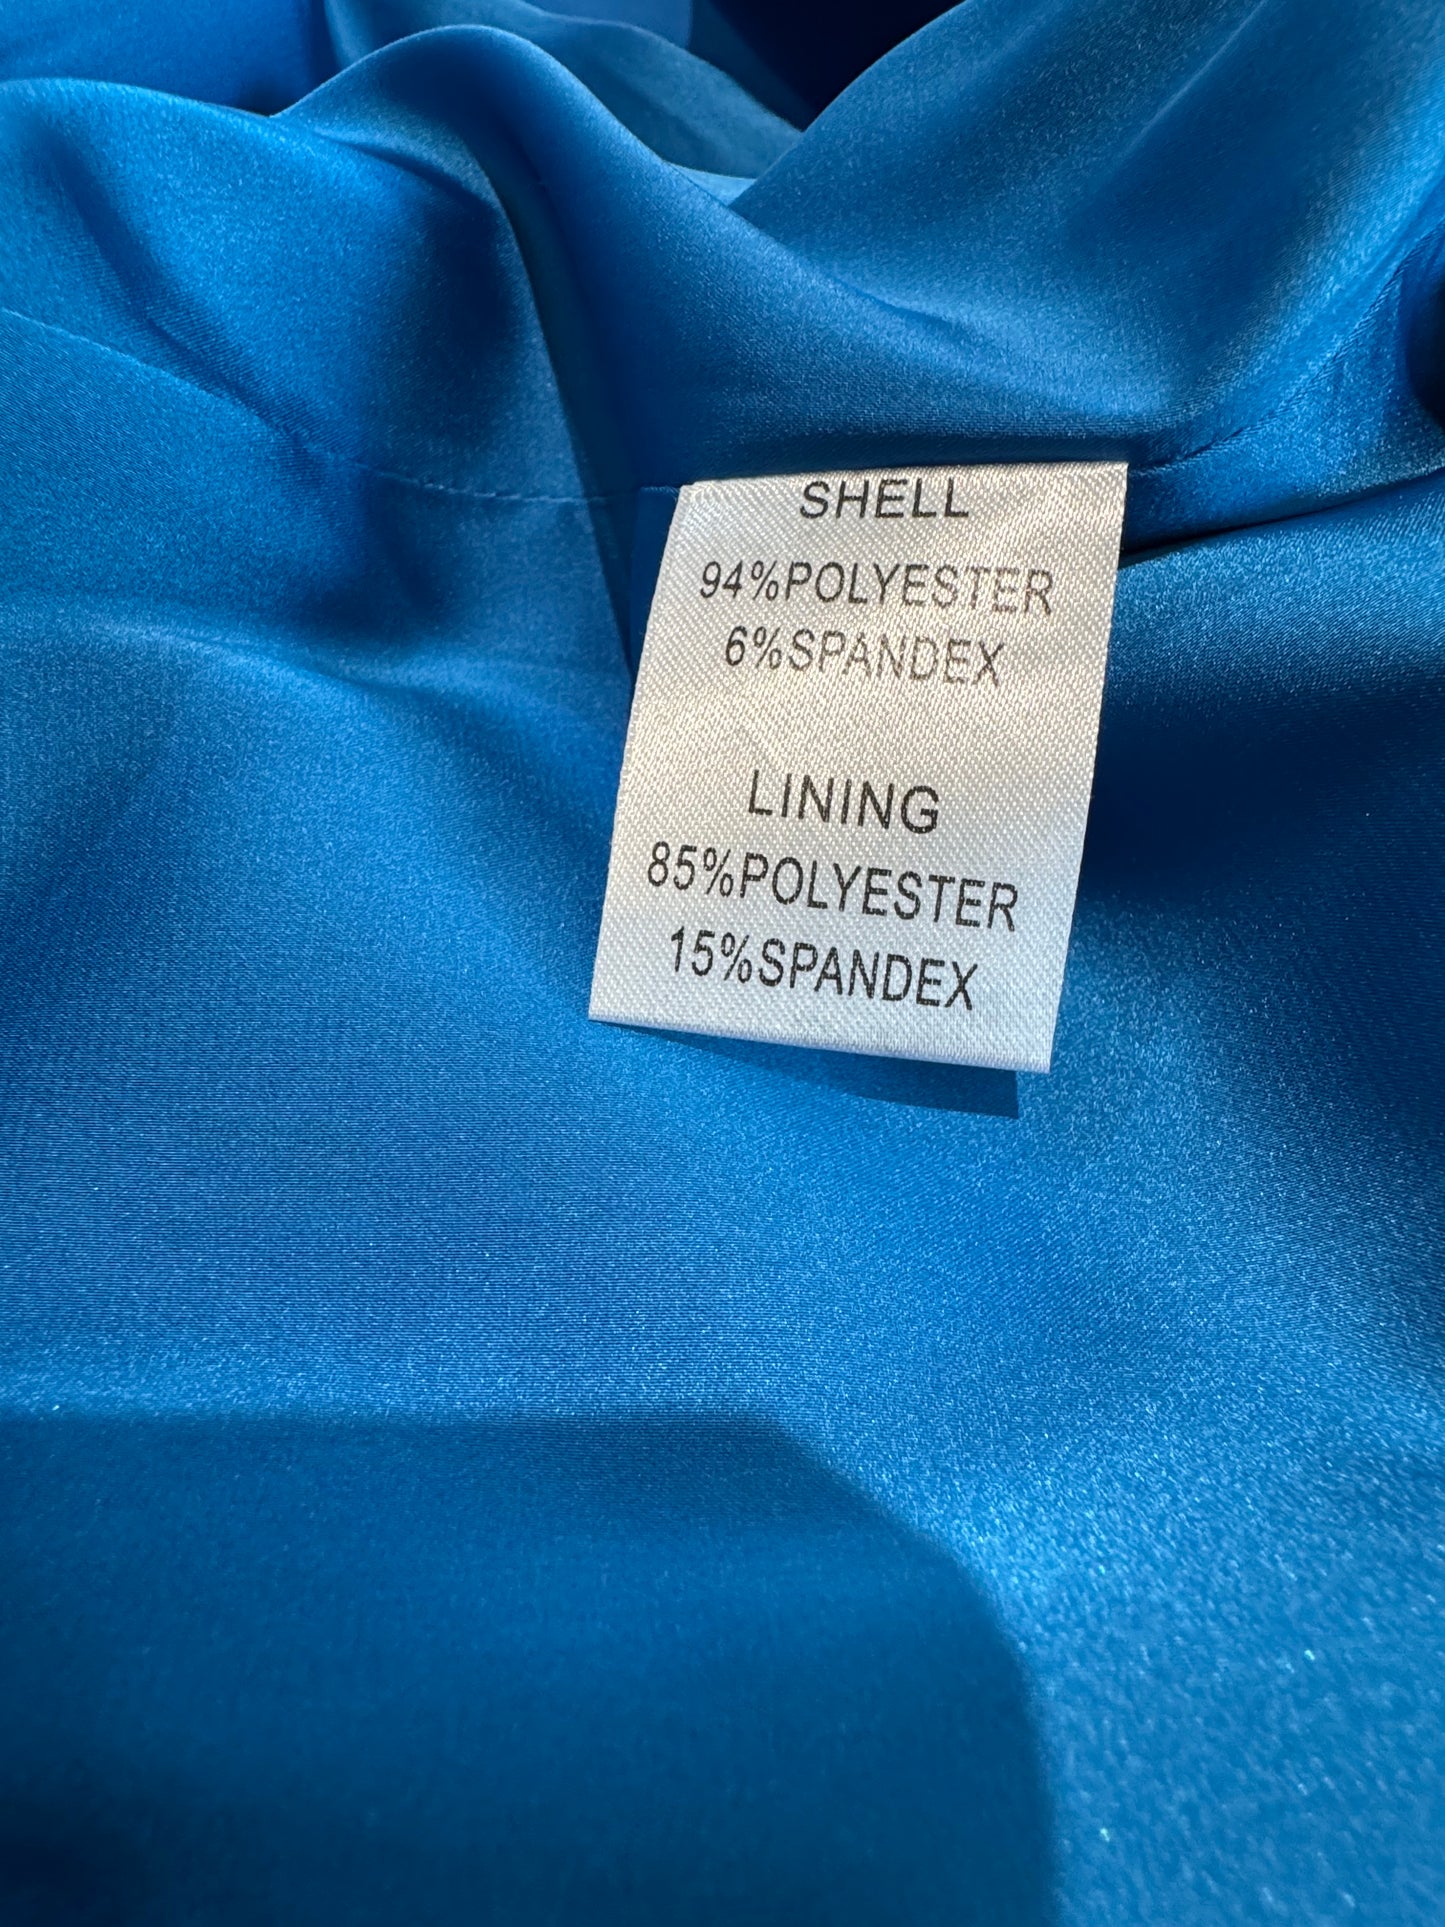 SHELL
94%POLYESTER
6%SPANDEX
LINING
85%POLYESTER
15%SPANDEX